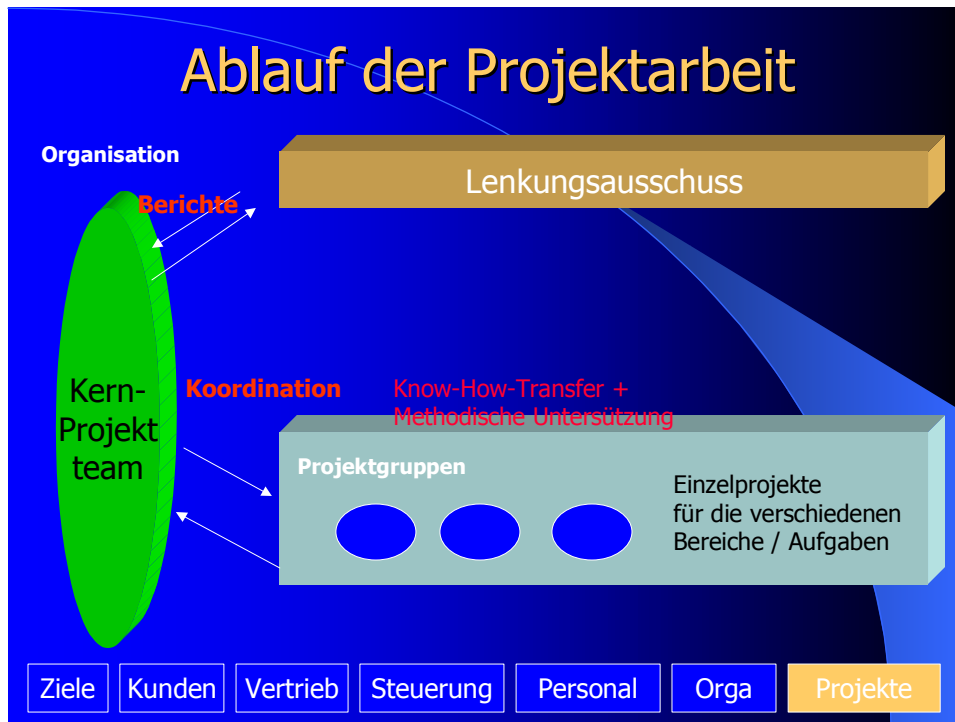 Ablauf der Projektarbeit
Organisation
Lenkungsausschuss
Berichte
Kern-
Projekt
team
Koordination
Know-How-Transfer +
Methodische Untersützung
Projektgruppen
Einzelprojekte
für die verschiedenen
Bereiche / Aufgaben
Ziele Kunden Vertrieb Steuerung Personal Orga Projekte